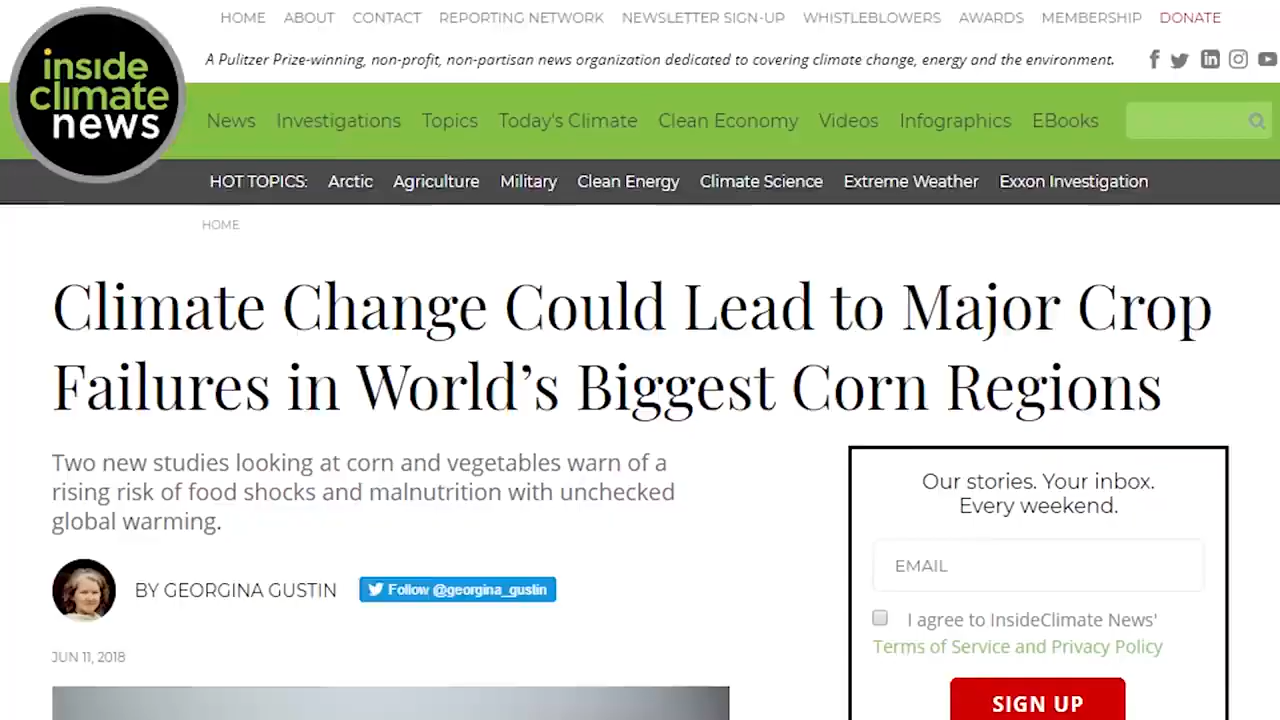 HOME ABOUT CONTACT REPORTING NETWORK NEWSLETTER SIGN-UP WHISTLEBLOWERS AWARDS MEMBERSHIP DONATE
A Pulitzer Prize-winning, non-profit, non-partisan news organization dedicated to covering climate change, energy and the environment.
inside
climate
news
News Investigations Topics Today's Climate Clean Economy Videos Infographics EBooks
HOT TOPICS: Arctic Agriculture Military Clean Energy Climate Science Extreme Weather Exxon Investigation
HOME
Climate Change Could Lead to Major Crop
Failures in World’s Biggest Corn Regions
Two new studies looking at corn and vegetables warn of a
rising risk of food shocks and malnutrition with unchecked
global warming.
BY GEORGINA GUSTIN
Follow @georgina_gustin
JUN 11, 2018
Our stories. Your inbox.
Every weekend.
EMAIL
I agree to InsideClimate News'
Terms of Service and Privacy Policy
SIGN UP